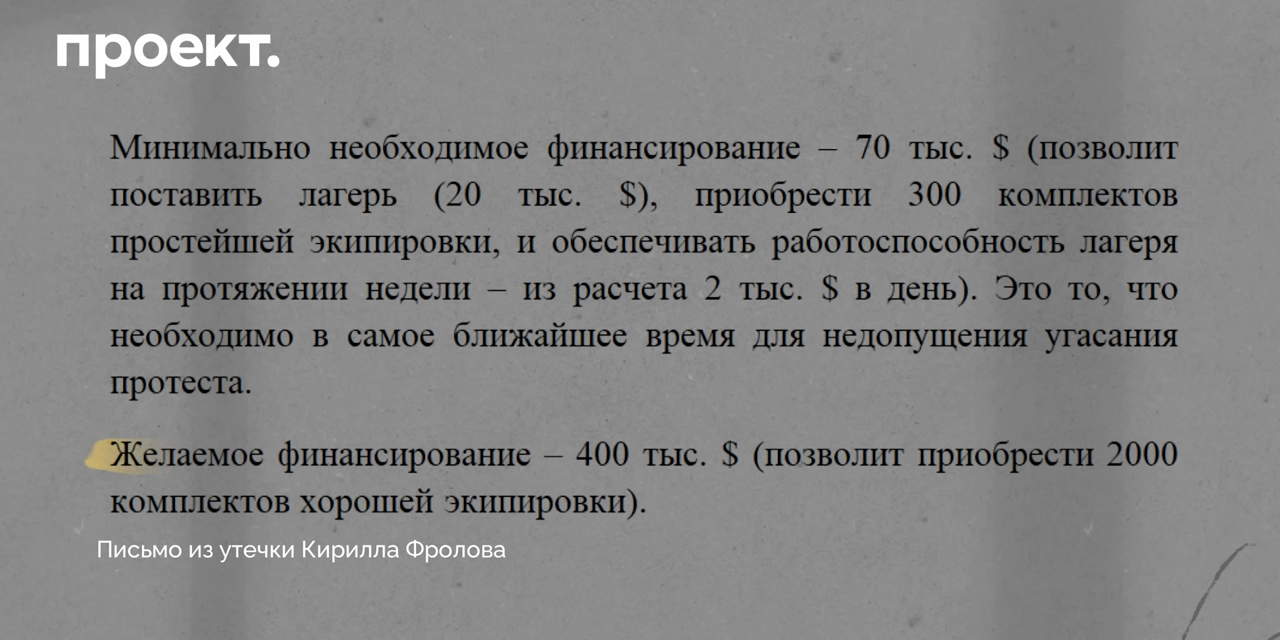 проект.
Минимально необходимое финансирование – 70 тыс. $ (позволит
поставить лагерь (20 тыс. $), приобрести 300 комплектов
простейшей экипировки, и обеспечивать работоспособность лагеря
на протяжении недели – из расчета 2 тыс. $ в день). Это то, что
необходимо в самое ближайшее время для недопущения угасания
протеста.
Желаемое финансирование – 400 тыс. $ (позволит приобрести 2000
комплектов хорошей экипировки).
Письмо из утечки Кирилла Фролова